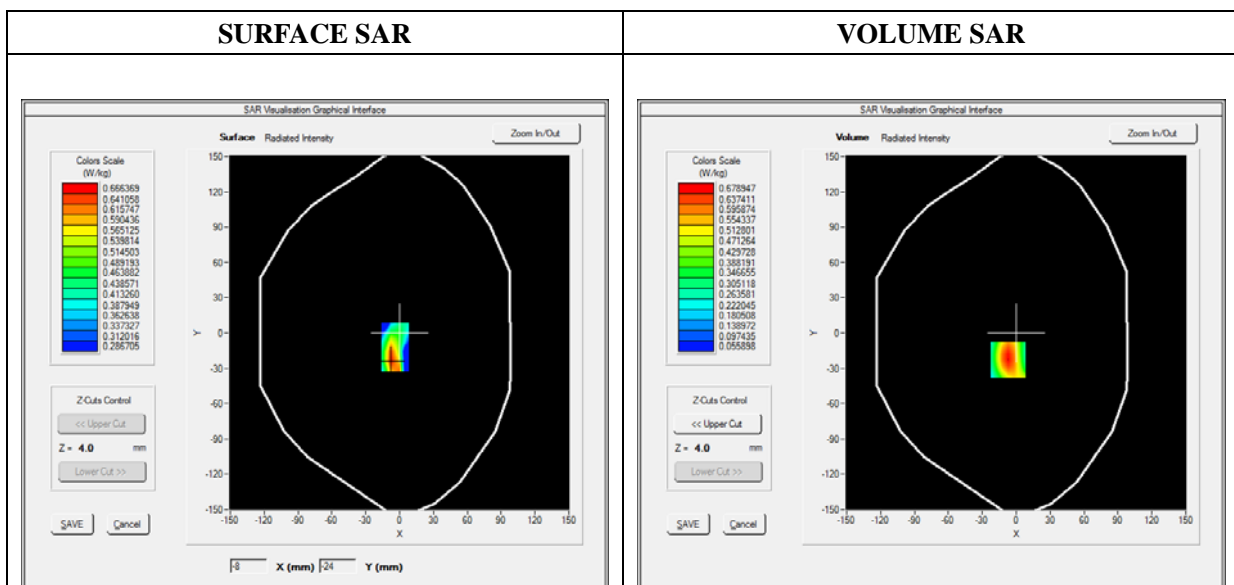 SURFACE SAR
VOLUME SAR
SAR Visualisation Graphical Interface
Surface Radiated Intensity
Zoom In/Out
Colors Scale
(W/kg)
0.666369
0.641058
0.615747
0.590436
0.565125
0.539814
0.514503
0.489193
0.463882
0.438571
0.413260
0.387949
0.362638
0.337327
0.312016
0.286705
Z-Cuts Control
<< Upper Cut
Z = 4.0 mm
Lower Cut >>
SAVE Cancel
150
120
90
60
30
0
-30
-60
-90
-120
-150
Y
-150 -120 -90 -60 -30 0 30 60 90 120 150
X
-8 X (mm) -24 Y (mm)
SAR Visualisation Graphical Interface
Volume Radiated Intensity
Zoom In/Out
Colors Scale
(W/kg)
0.678947
0.637411
0.595874
0.554337
0.512801
0.471264
0.429728
0.388191
0.346655
0.305118
0.263581
0.222045
0.180508
0.138972
0.097435
0.055898
Z-Cuts Control
<< Upper Cut
Z = 4.0 mm
Lower Cut >>
SAVE Cancel
150
120
90
60
30
0
-30
-60
-90
-120
-150
Y
-150 -120 -90 -60 -30 0 30 60 90 120 150
X